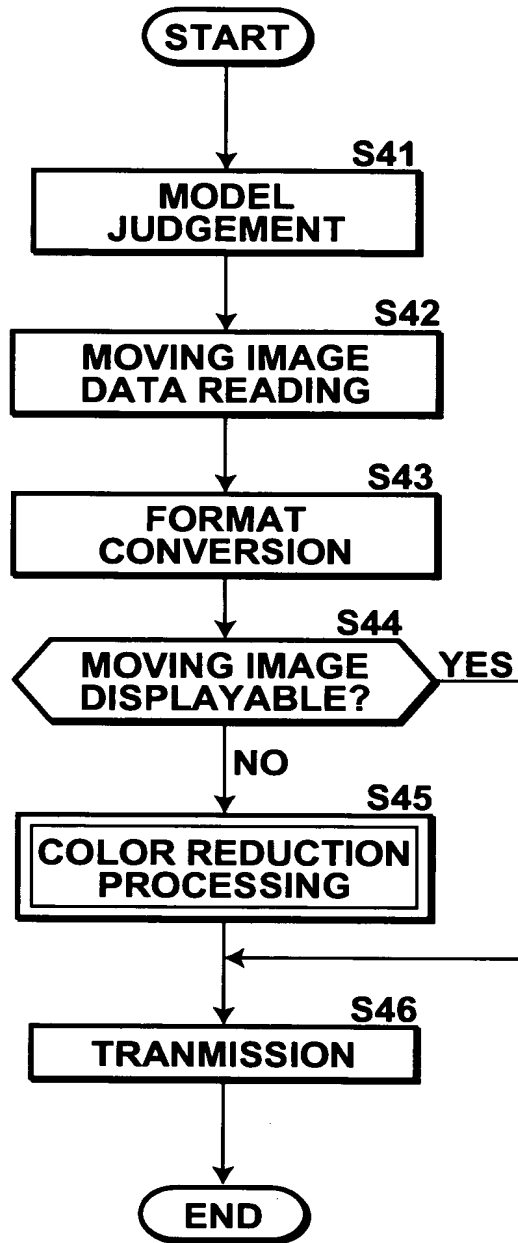 START
S41
MODEL
JUDGEMENT
S42
MOVING IMAGE
DATA READING
S43
FORMAT
CONVERSION
S44
MOVING IMAGE
DISPLAYABLE?
YES
NO
S45
COLOR REDUCTION
PROCESSING
S46
TRANMISSION
END